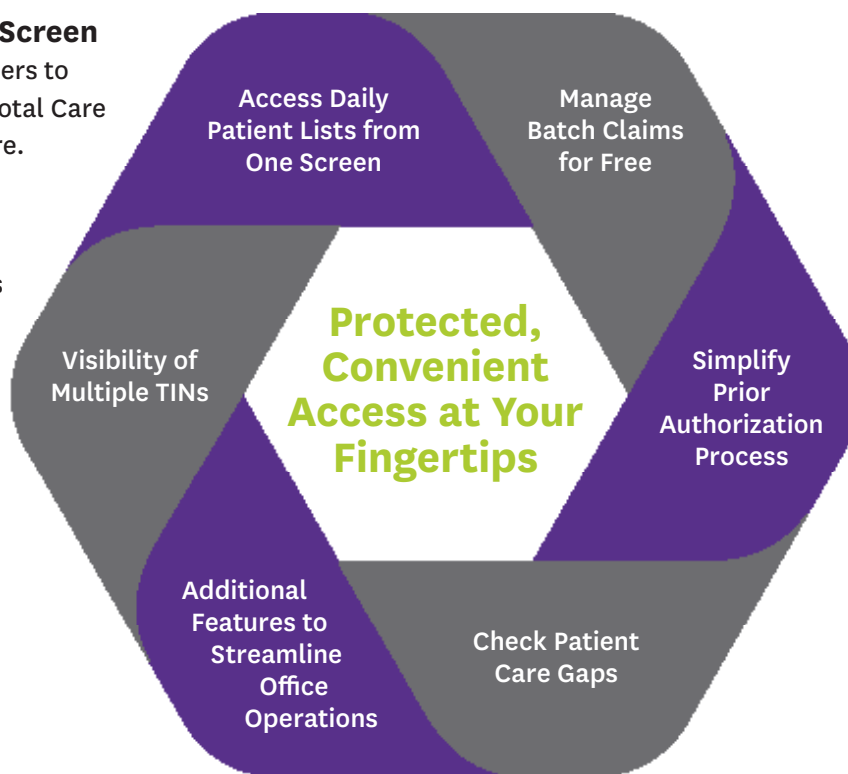 Screen
ers to
otal Care
re.
s
Access Daily
Patient Lists from
One Screen
Manage
Batch Claims
for Free
Visibility of
Multiple TINs
Protected,
Convenient
Access at Your
Fingertips
Simplify
Prior
Authorization
Process
Additional
Features to
Streamline
Office
Operations
Check Patient
Care Gaps